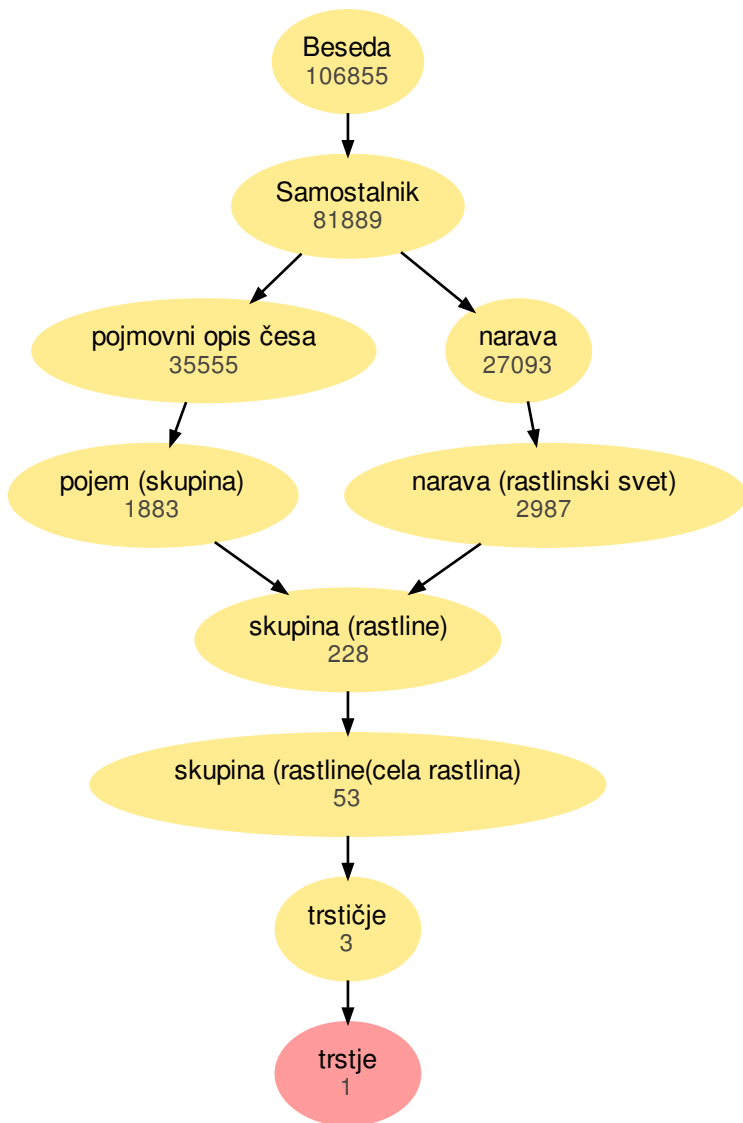 Beseda
106855
Samostalnik
81889
pojmovni opis česa
35555
narava
27093
pojem (skupina)
1883
narava (rastlinski svet)
2987
skupina (rastline)
228
skupina (rastline(cela rastlina)
53
trstičje
3
trstje
1